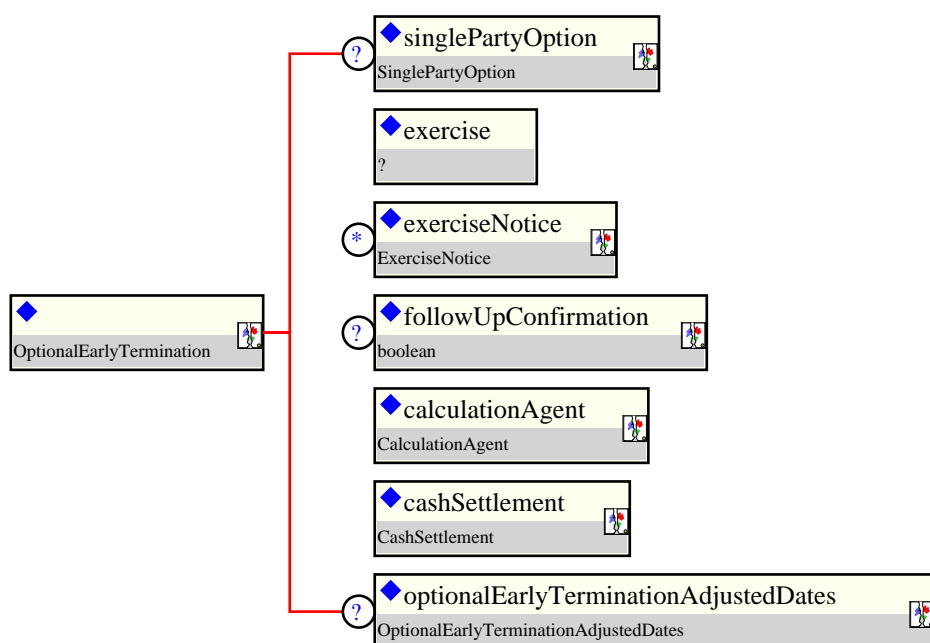 ?
singlePartyOption
SinglePartyOption
exercise
?
*
exerciseNotice
ExerciseNotice
OptionalEarlyTermination
?
followUpConfirmation
boolean
calculationAgent
CalculationAgent
cashSettlement
CashSettlement
?
optionalEarlyTerminationAdjustedDates
OptionalEarlyTerminationAdjustedDates